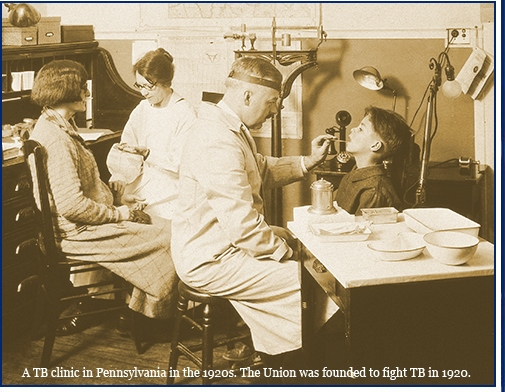 A TB clinic in Pennsylvania in the 1920s. The Union was founded to fight TB in 1920.